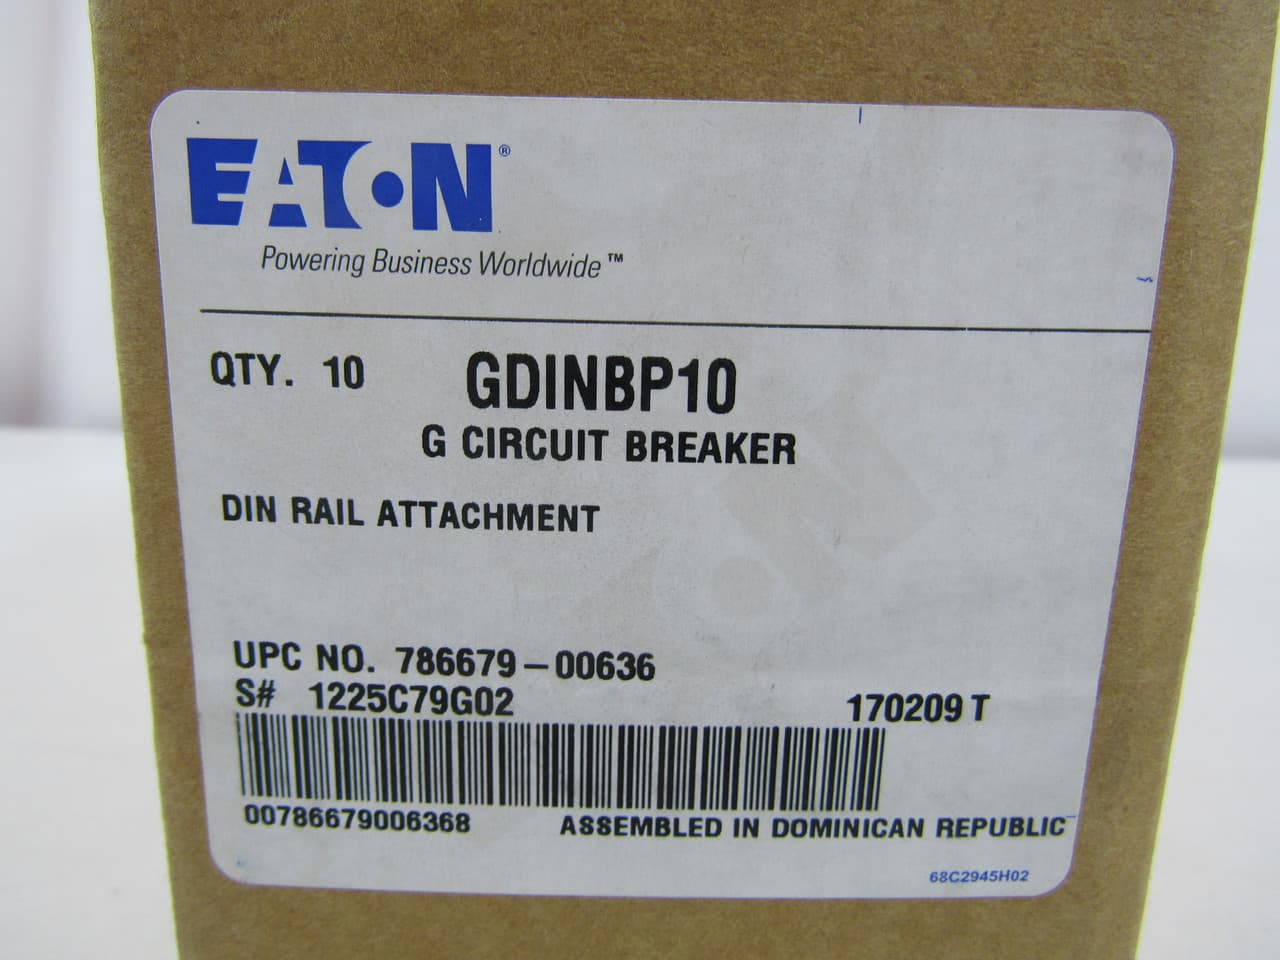 EATON®
Powering Business Worldwide™
QTY. 10 GDINBP10
G CIRCUIT BREAKER
DIN RAIL ATTACHMENT
UPC NO. 786679-00636
S# 1225C79G02 170209 T
00786679006368 ASSEMBLED IN DOMINICAN REPUBLIC
68C2945H02